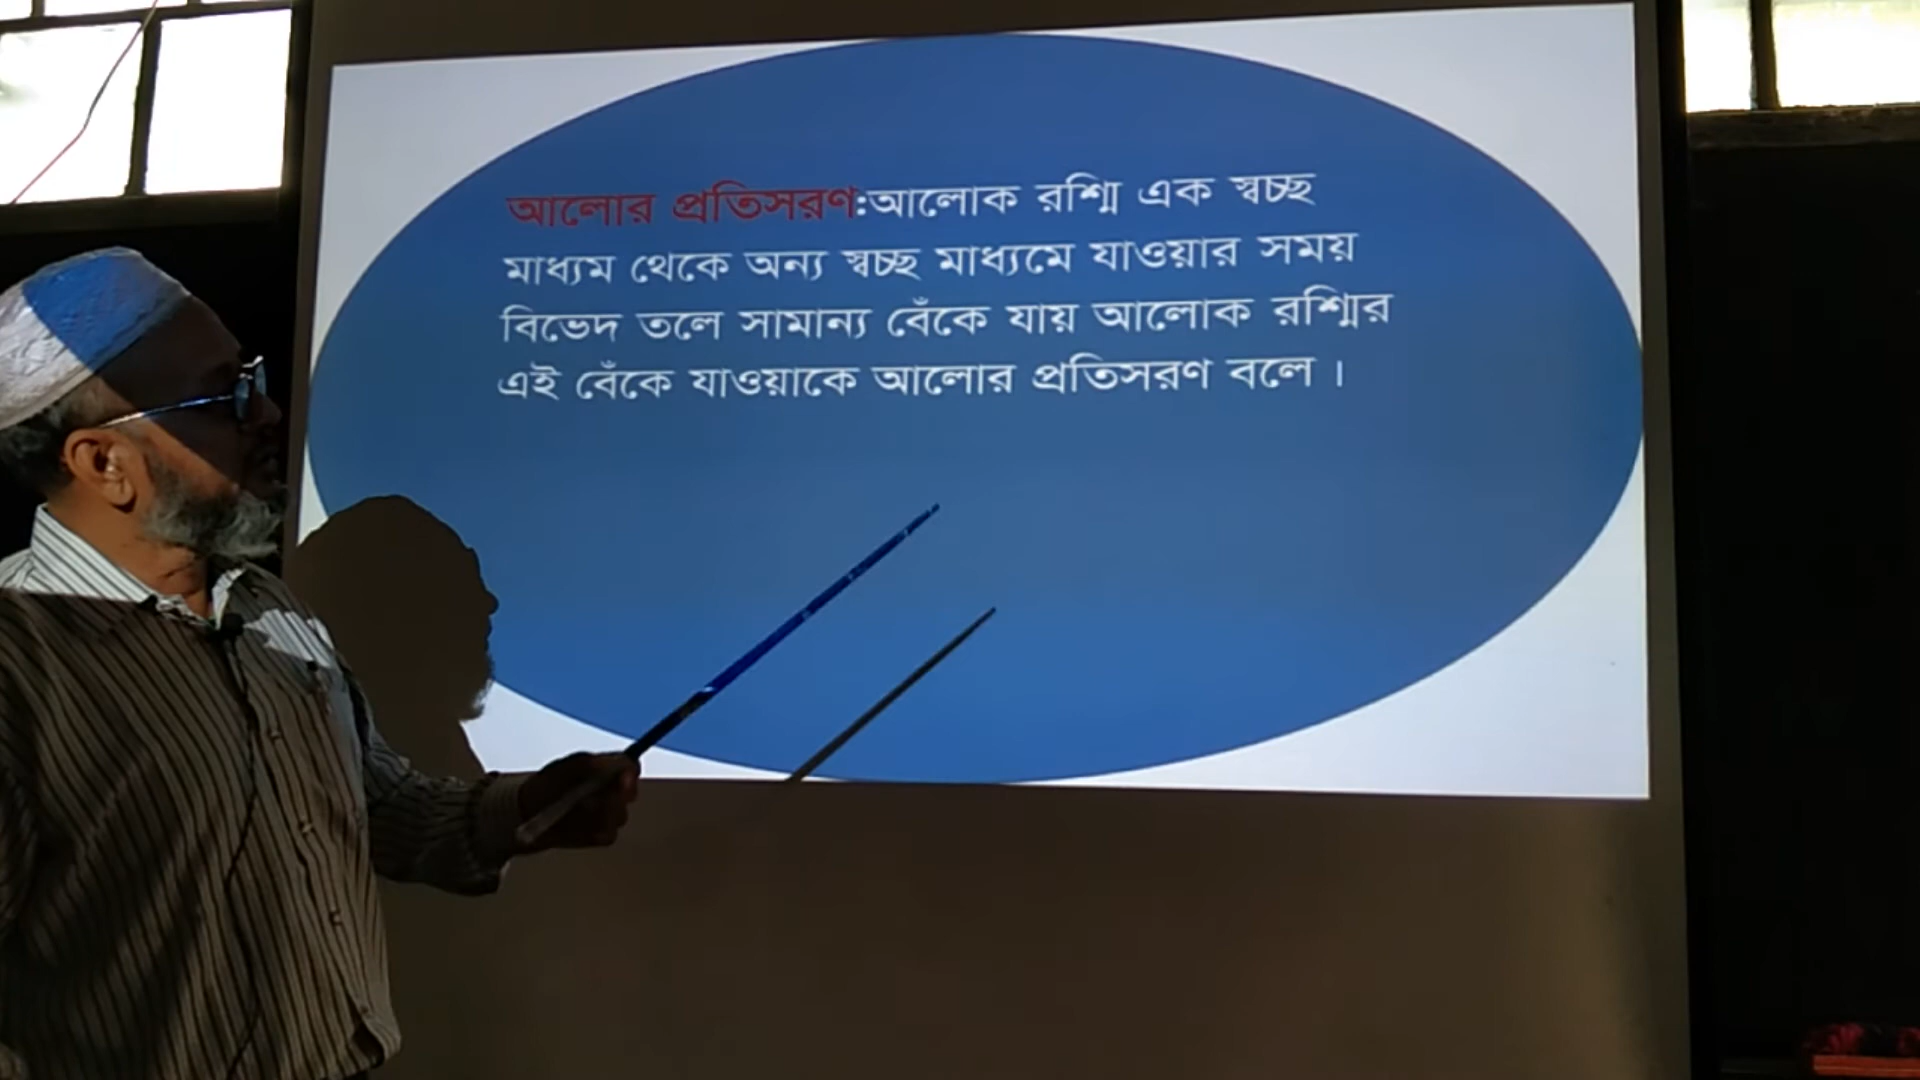 আলোর প্রতিসরণ:আলোক রশ্মি এক স্বচ্ছ
মাধ্যম থেকে অন্য স্বচ্ছ মাধ্যমে যাওয়ার সময়
বিভেদ তলে সামান্য বেঁকে যায় আলোক রশ্মির
এই বেঁকে যাওয়াকে আলোর প্রতিসরণ বলে ।